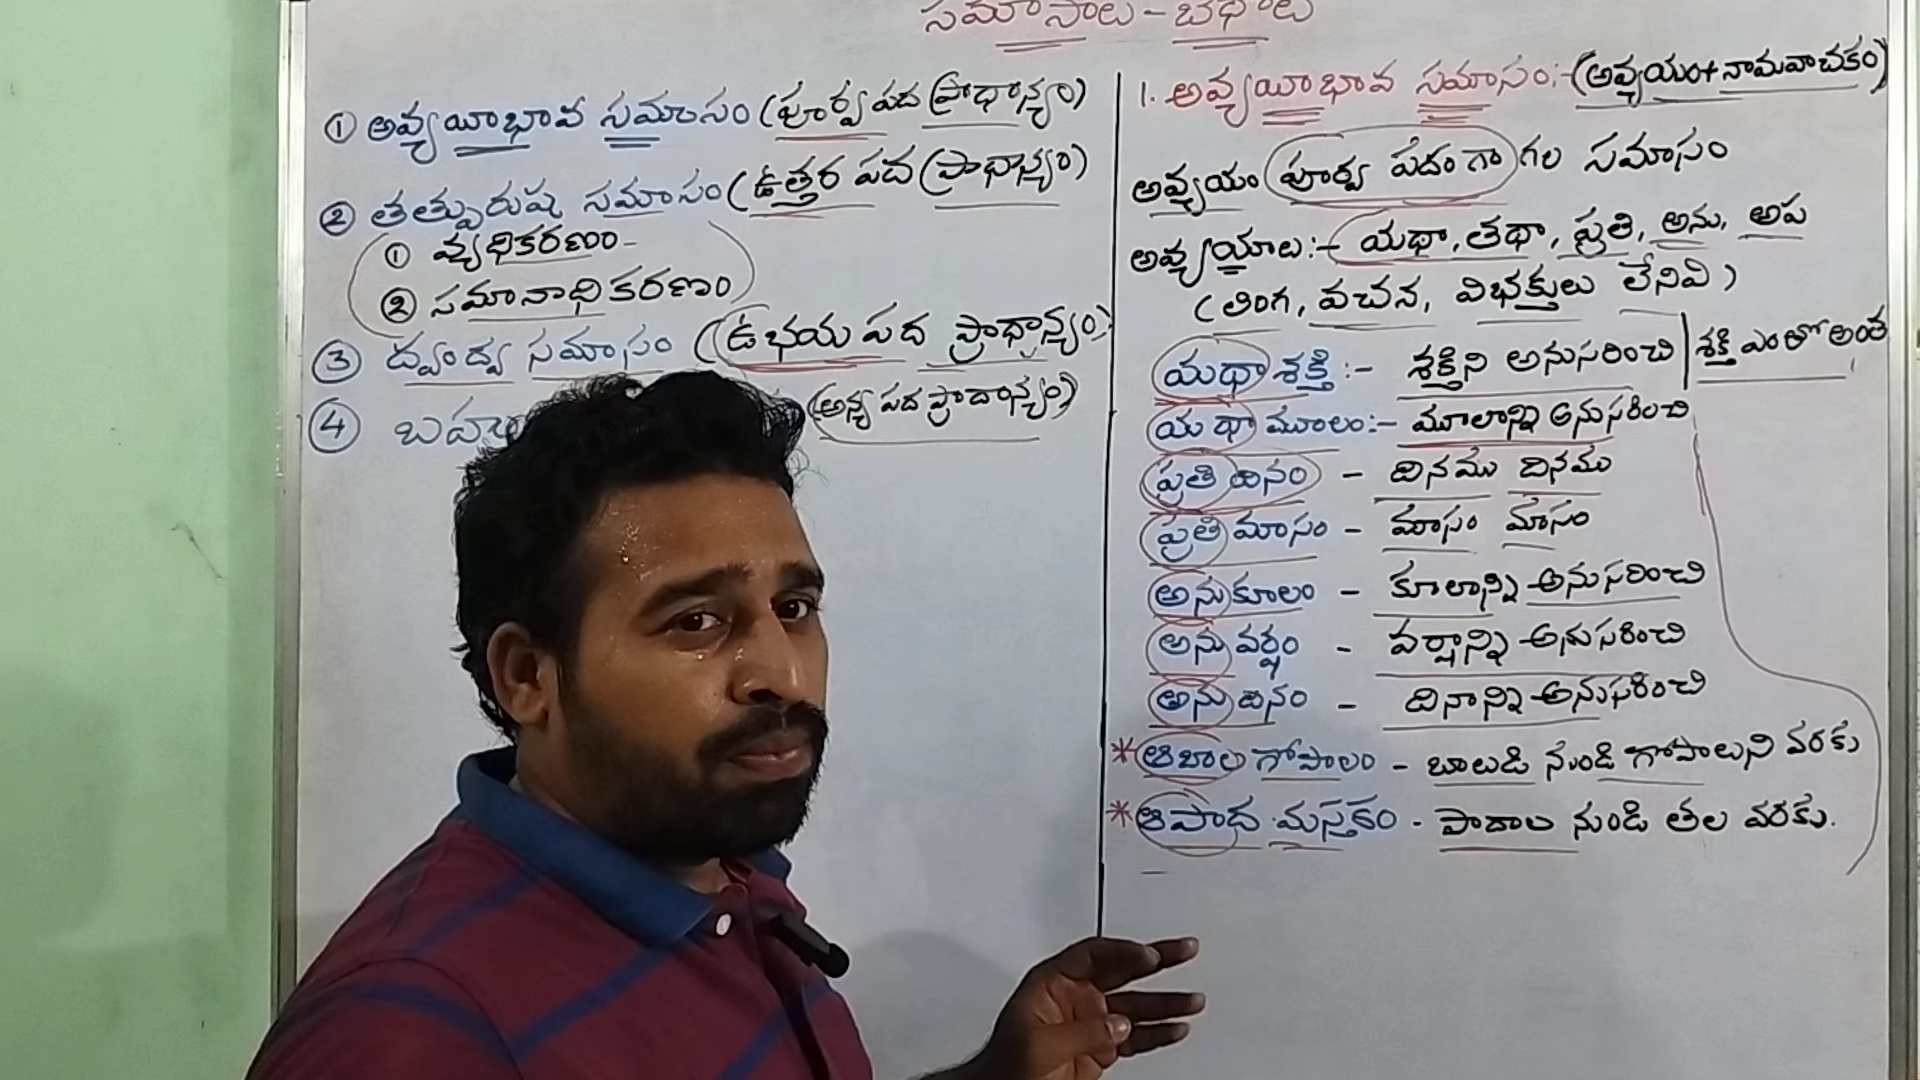 సమాసాలు - భేదాలు
① అవ్యయీభావ సమాసం (పూర్వ పద ప్రాధాన్యం)
② తత్పురుష సమాసం (ఉత్తర పద ప్రాధాన్యం)
① వ్యధికరణం -
② సమానాధికరణం
③ ద్వంద్వ సమాసం (ఉభయ పద ప్రాధాన్యం)
④ (అన్య పద ప్రాదాన్యం)
1. అవ్యయీభావ సమాసం:- (అవ్యయం + నామవాచకం)
అవ్యయం పూర్వ పదంగా గల సమాసం
అవ్యయాలు:- యథా, తథా, ప్రతి, అను, అప
(లింగ, వచన, విభక్తులు లేనివి)
యథాశక్తి:- శక్తిని అనుసరించి | శక్తి ఎంతో అంత
యథా మూలం:- మూలాన్ని అనుసరించి
ప్రతి దినం - దినము దినము
ప్రతి మాసం - మాసం మాసం
అనుకూలం - కూలాన్ని అనుసరించి
అనువర్షం - వర్షాన్ని అనుసరించి
అనుదినం - దినాన్ని అనుసరించి
* ఆబాల గోపాలం - బాలుడి నుండి గోపాలుని వరకు
* ఆపాద మస్తకం - పాదాల నుండి తల వరకు.